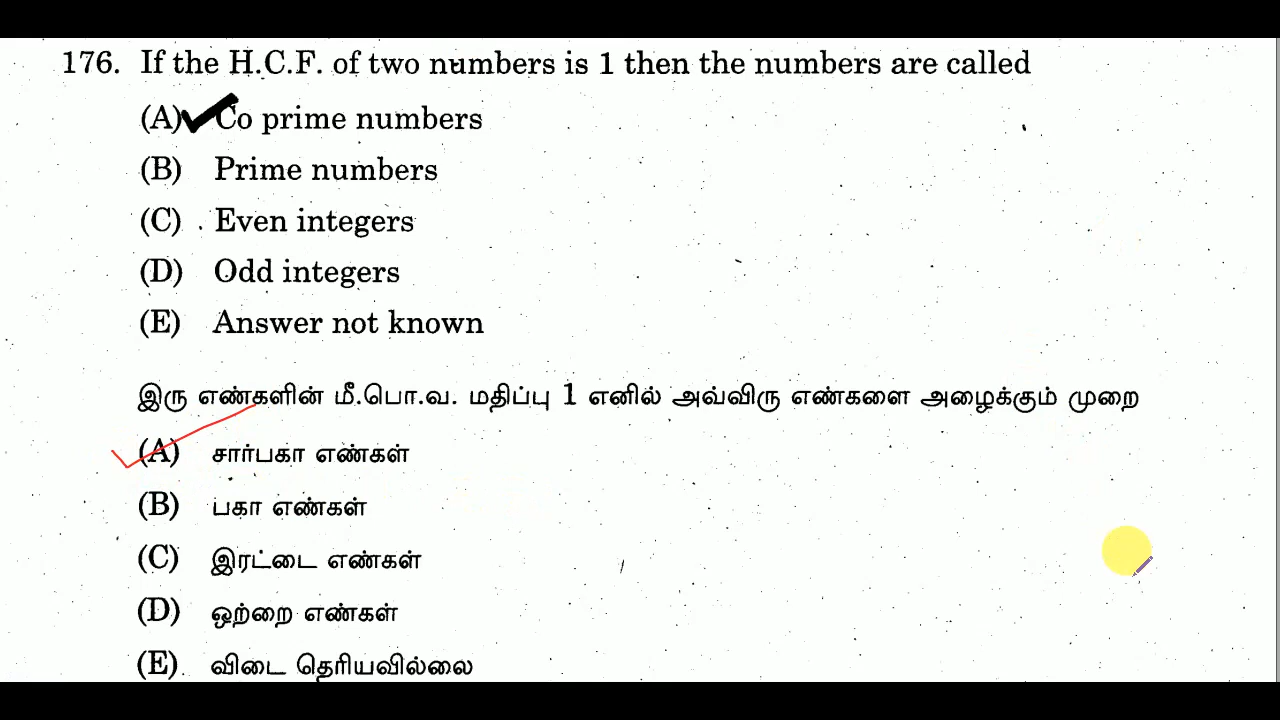 176. If the H.C.F. of two numbers is 1 then the numbers are called
(A) Co prime numbers
(B) Prime numbers
(C) Even integers
(D) Odd integers
(E) Answer not known
இரு எண்களின் மீ.பொ.வ. மதிப்பு 1 எனில் அவ்விரு எண்களை அழைக்கும் முறை
(A) சார்பகா எண்கள்
(B) பகா எண்கள்
(C) இரட்டை எண்கள்
(D) ஒற்றை எண்கள்
(E) விடை தெரியவில்லை